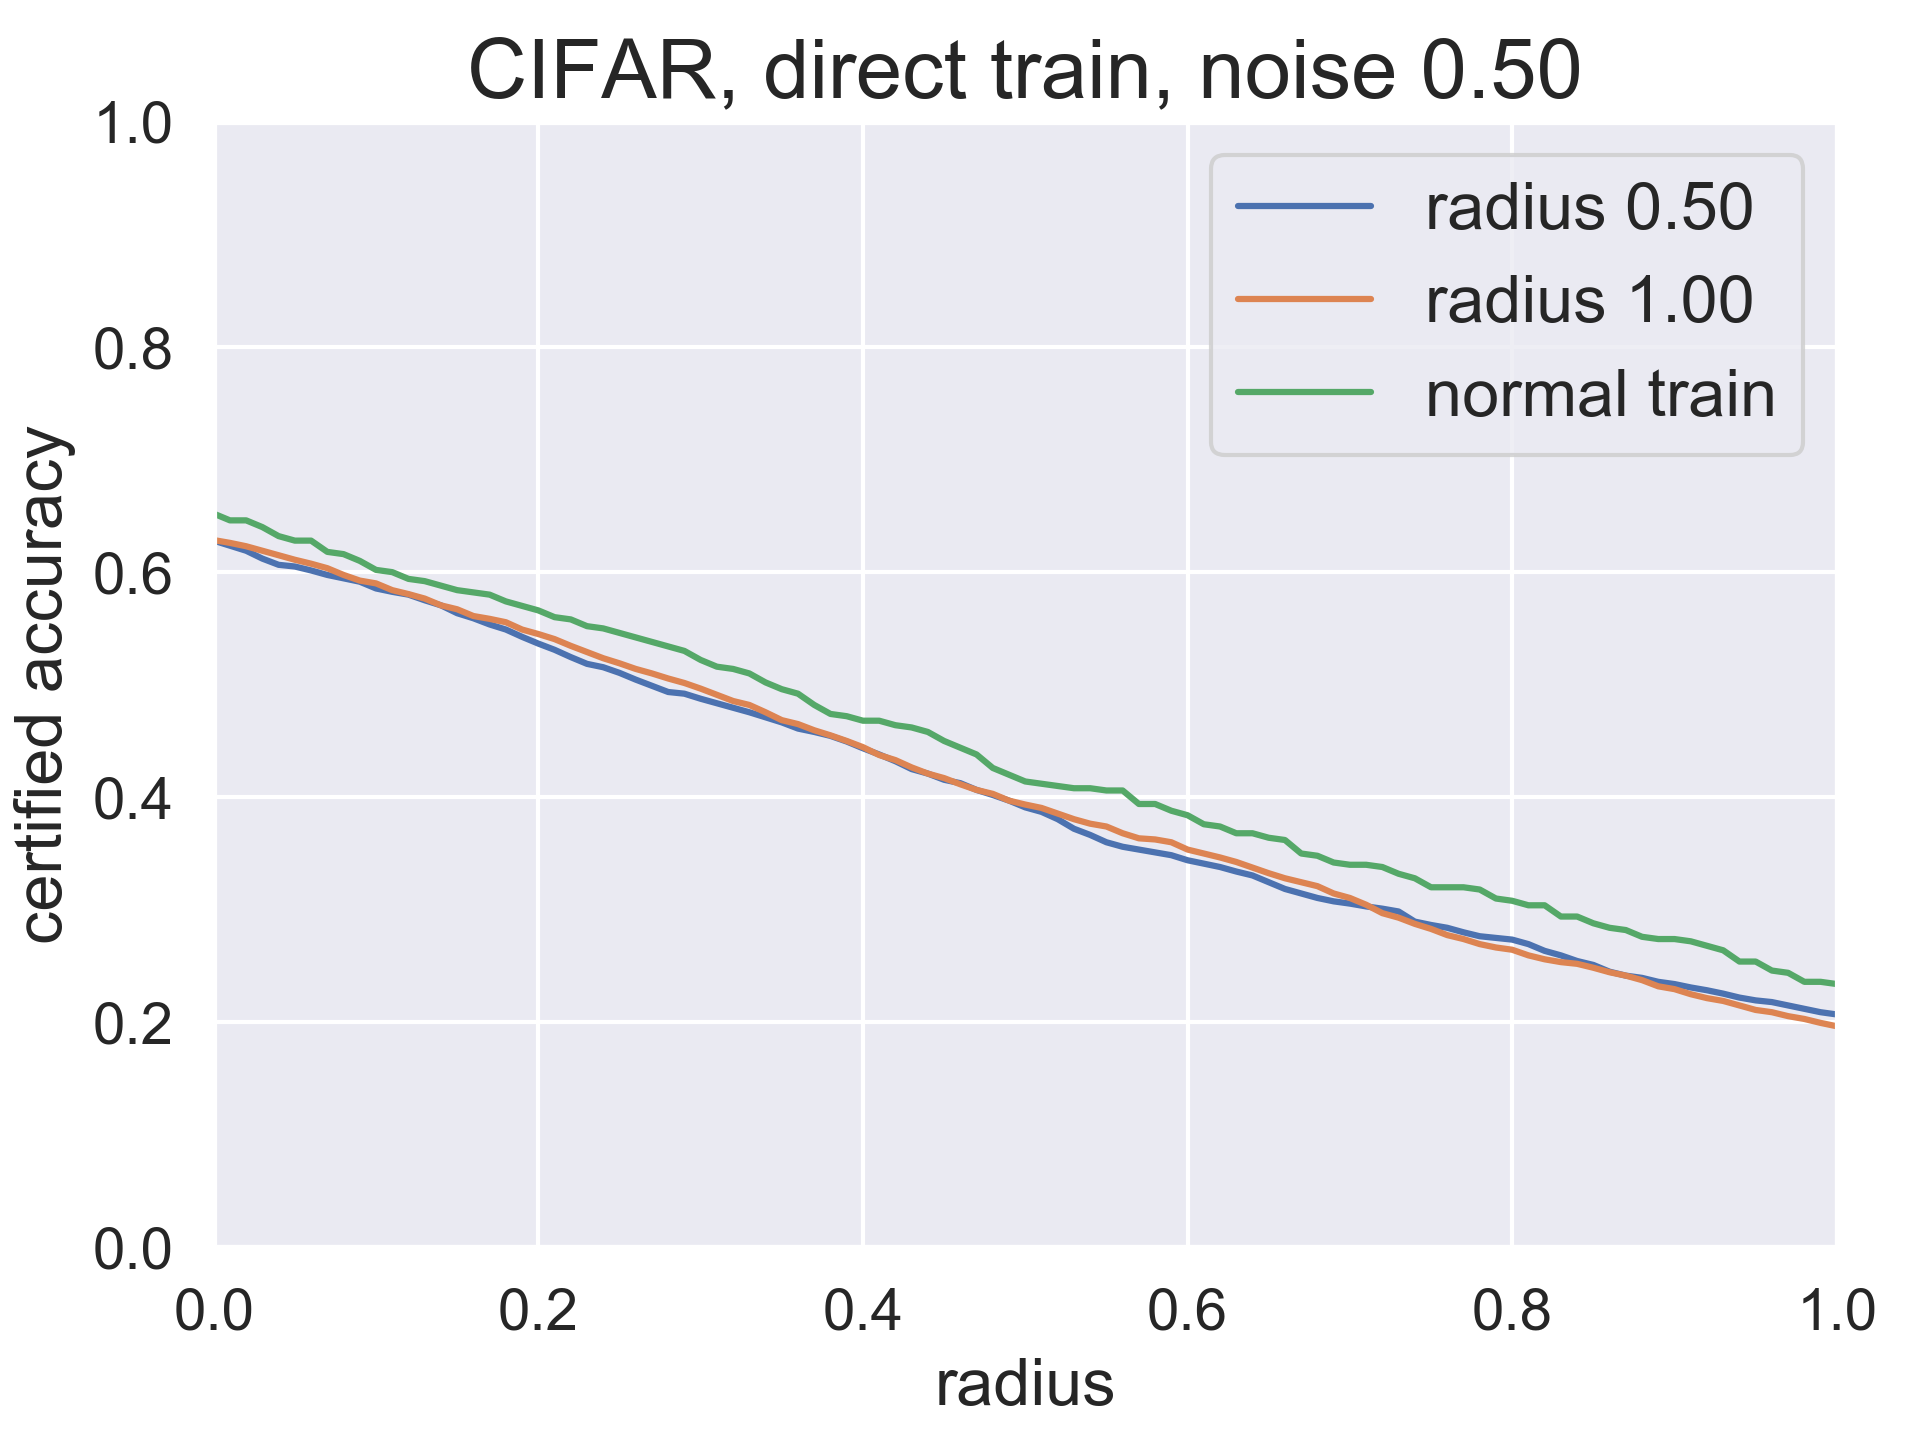 CIFAR, direct train, noise 0.50
1.0
0.8
0.6
0.4
0.2
0.0
certified accuracy
radius 0.50
radius 1.00
normal train
0.0 0.2 0.4 0.6 0.8 1.0
radius